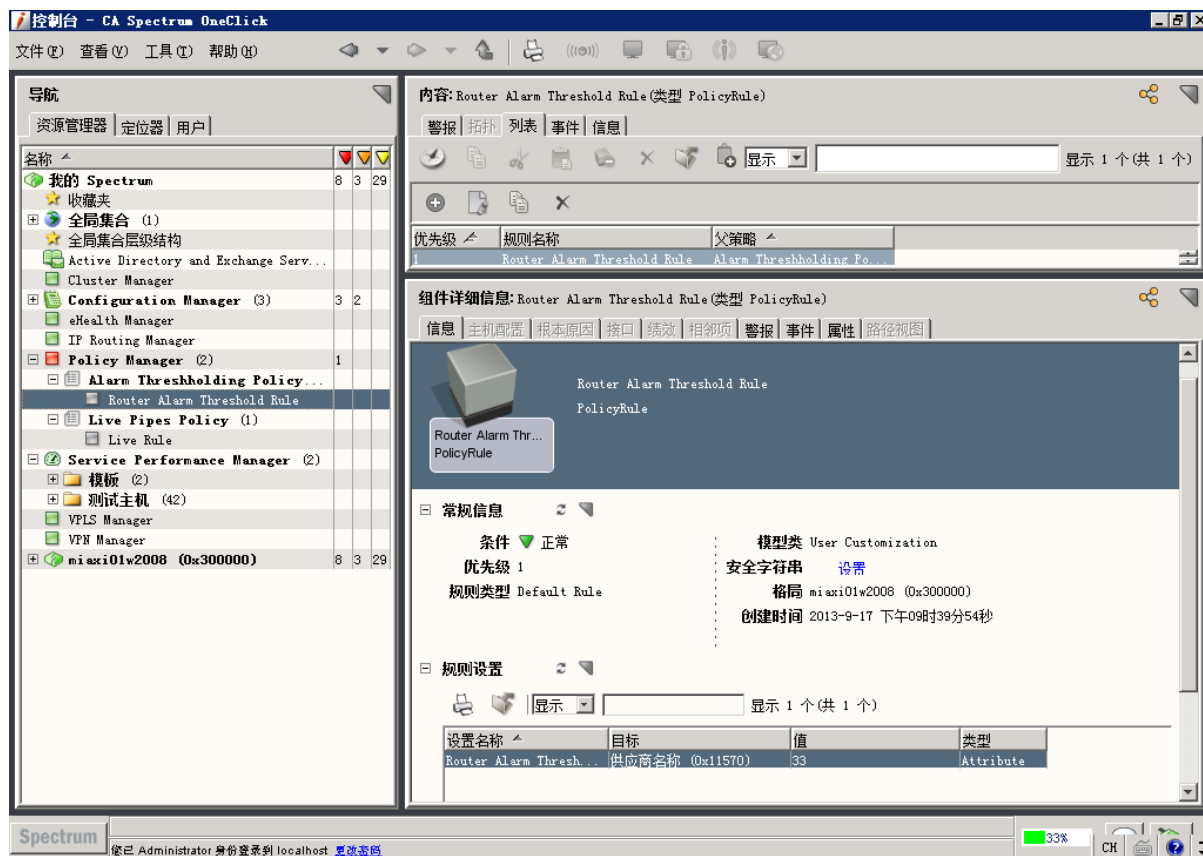 控制台 - CA Spectrum OneClick
文件(F) 查看(V) 工具(T) 帮助(H)
导航
资源管理器 定位器 用户
名称
我的 Spectrum 8 3 29
收藏夹
全局集合 (1)
全局集合层级结构
Active Directory and Exchange Serv...
Cluster Manager
Configuration Manager (3) 3 2
eHealth Manager
IP Routing Manager
Policy Manager (2) 1
Alarm Threshholding Policy...
Router Alarm Threshold Rule
Live Pipes Policy (1)
Live Rule
Service Performance Manager (2)
模板 (2)
测试主机 (42)
VPLS Manager
VPN Manager
miaxi01w2008 (0x300000) 8 3 29
内容: Router Alarm Threshold Rule(类型 PolicyRule)
警报 拓扑 列表 事件 信息
显示 显示 1 个(共 1 个)
优先级 规则名称 父策略
1 Router Alarm Threshold Rule Alarm Threshholding Po...
组件详细信息: Router Alarm Threshold Rule(类型 PolicyRule)
信息 主机配置 根本原因 接口 绩效 相邻项 警报 事件 属性 路径视图
Router Alarm Threshold Rule
PolicyRule
Router Alarm Thr...
PolicyRule
常规信息
条件 正常
优先级 1
规则类型 Default Rule
模型类 User Customization
安全字符串 设置
格局 miaxi01w2008 (0x300000)
创建时间 2013-9-17 下午09时39分54秒
规则设置
显示 显示 1 个(共 1 个)
设置名称 目标 值 类型
Router Alarm Thresh... 供应商名称 (0x11570) 33 Attribute
Spectrum
您已 Administrator 身份登录到 localhost 更改密码
33%
CH